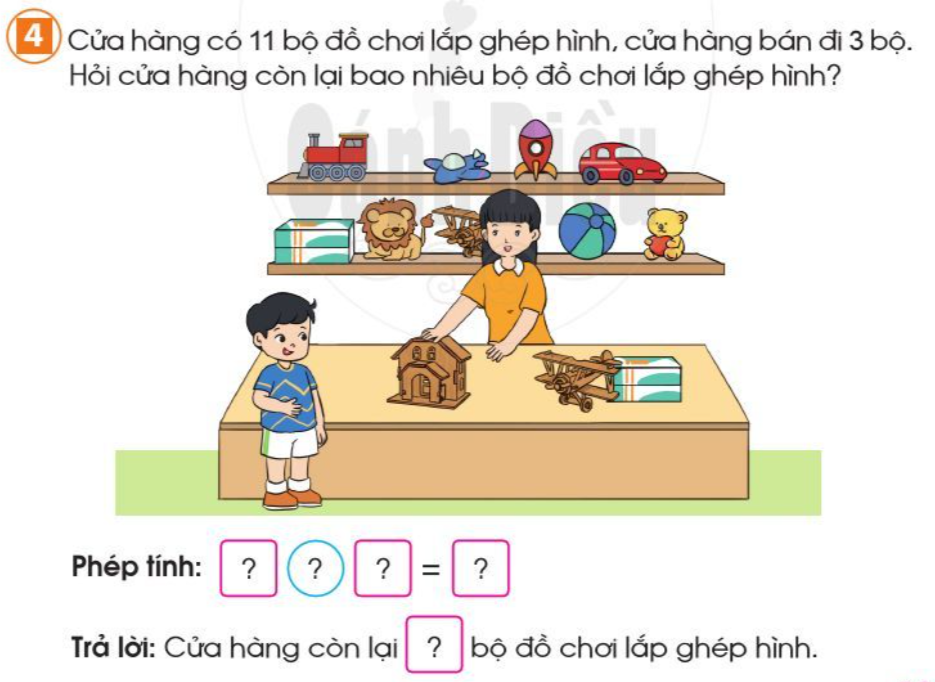 4 Cửa hàng có 11 bộ đồ chơi lắp ghép hình, cửa hàng bán đi 3 bộ.
Hỏi cửa hàng còn lại bao nhiêu bộ đồ chơi lắp ghép hình?
Cánh Diều
Phép tính: ? ? ? = ?
Trả lời: Cửa hàng còn lại ? bộ đồ chơi lắp ghép hình.